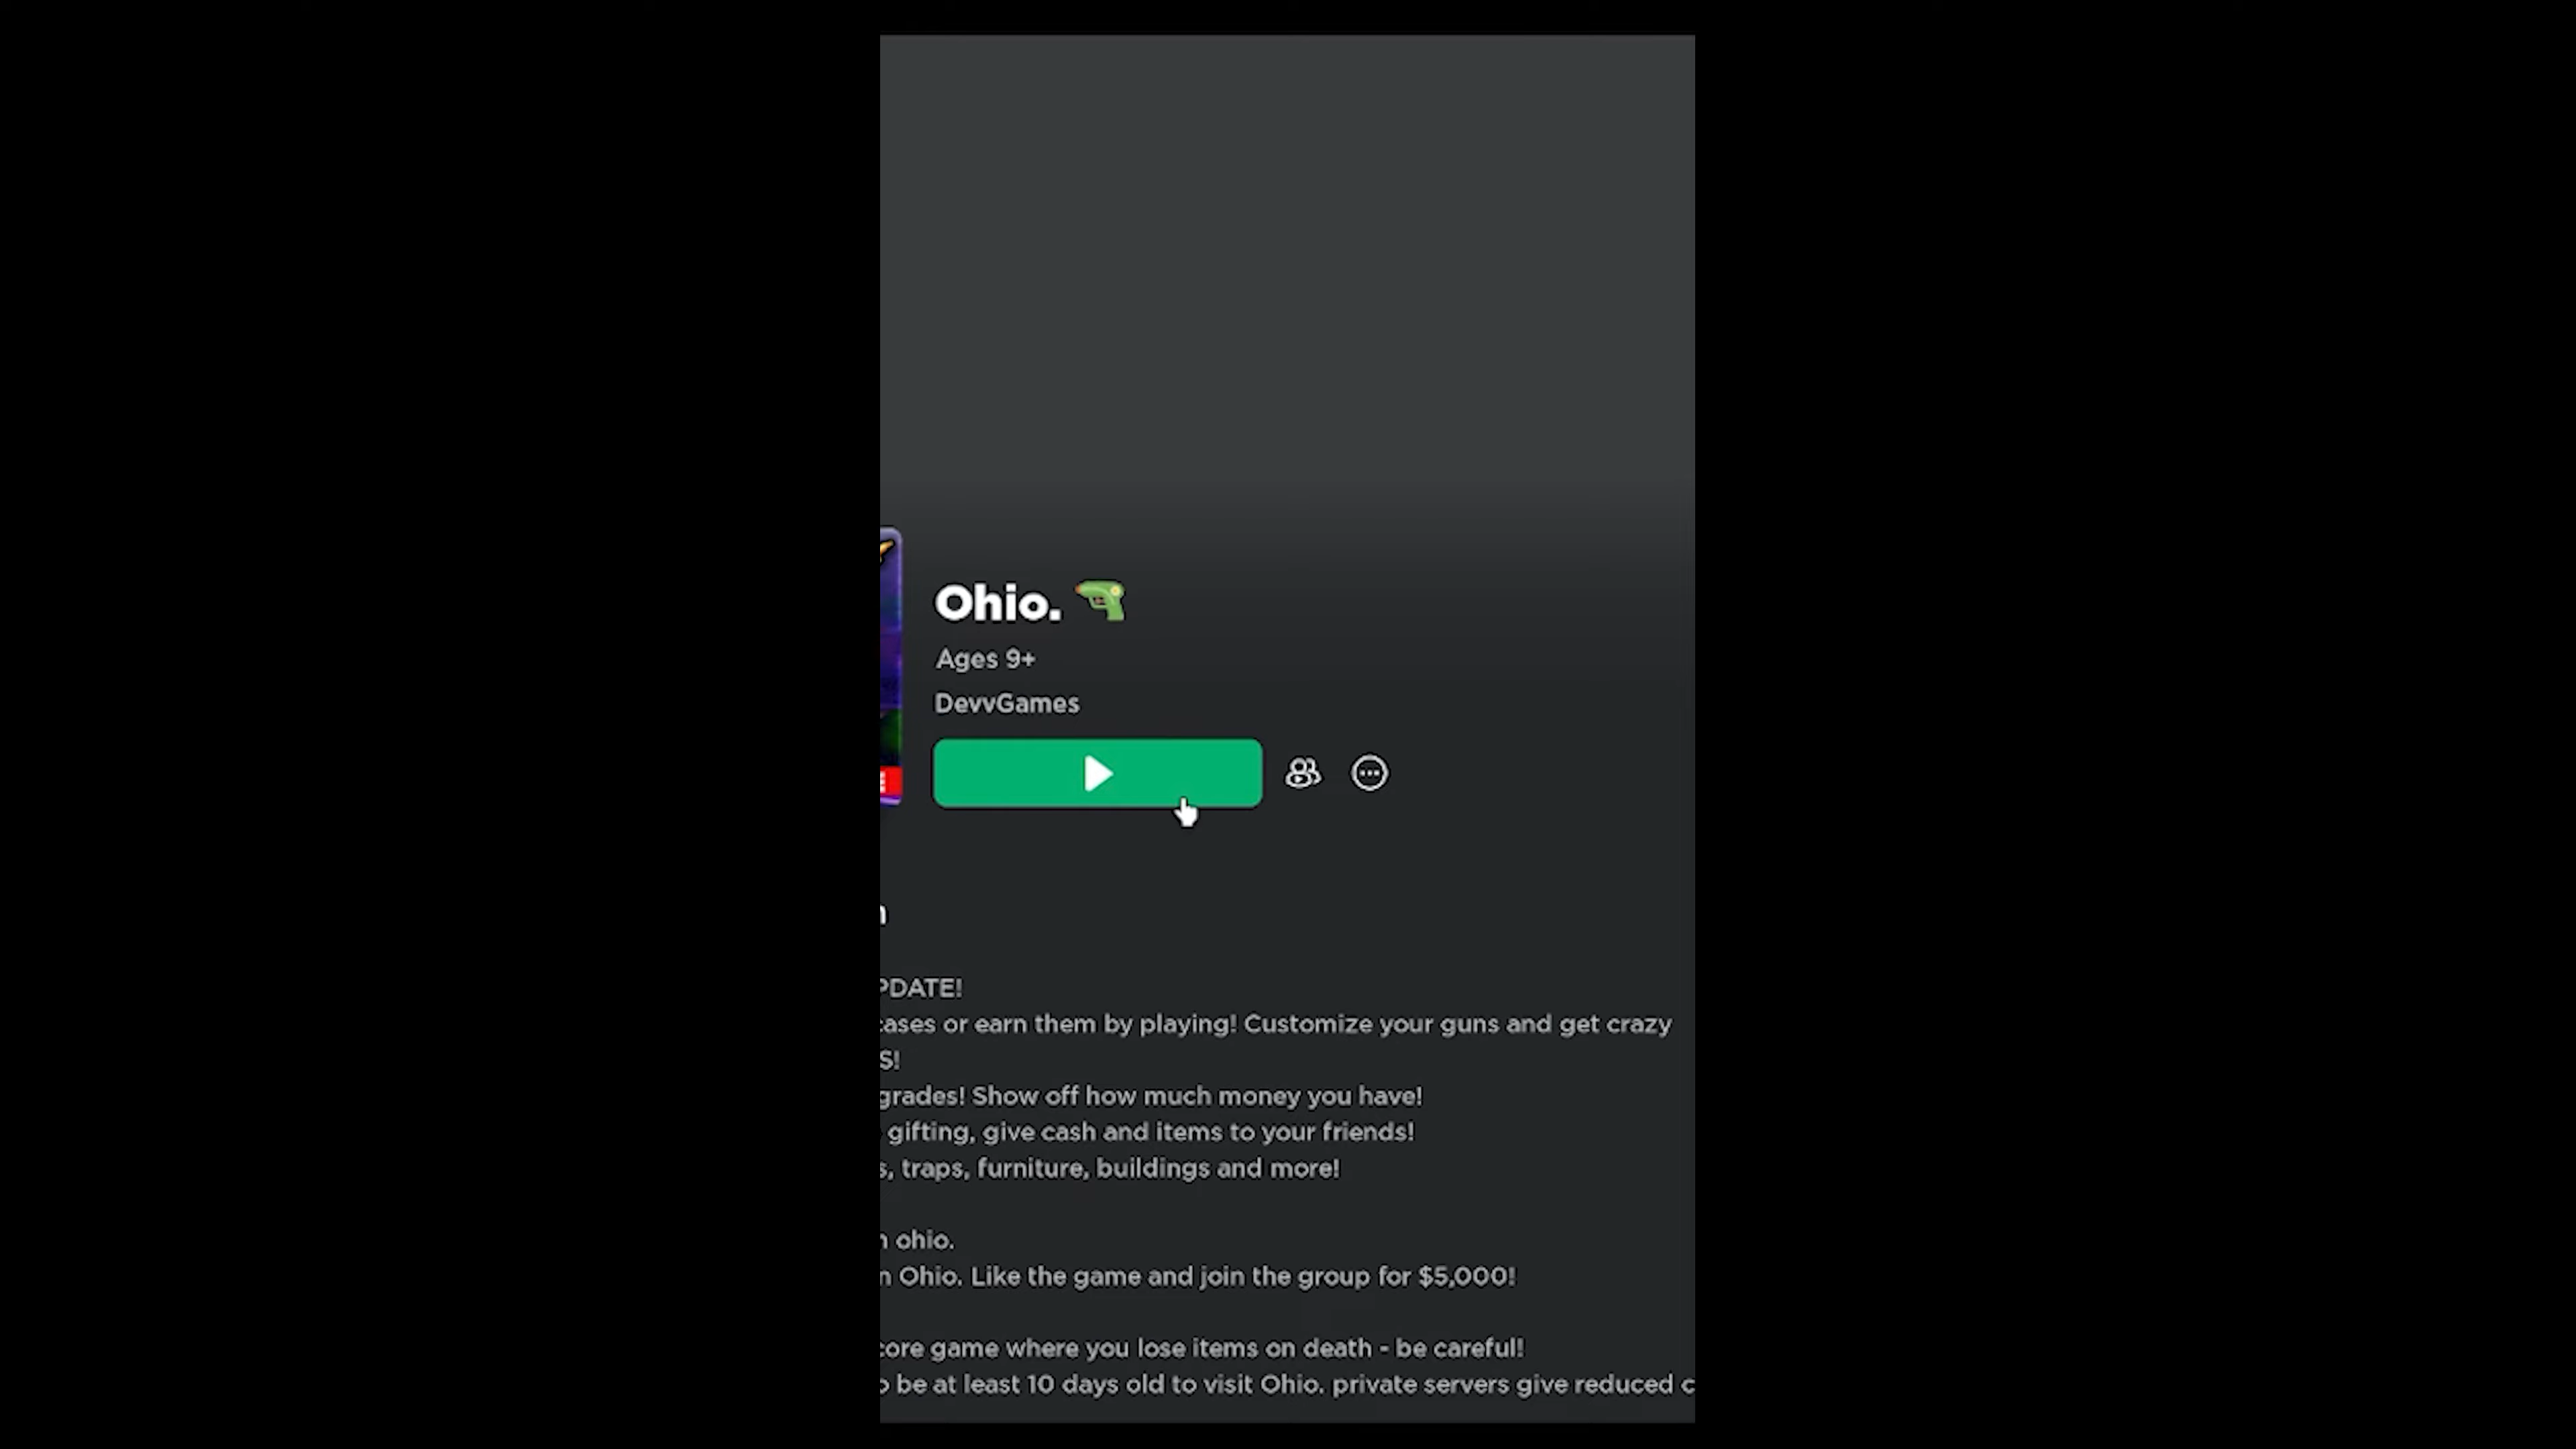 Ohio.
Ages 9+
DevvGames
PDATE!
cases or earn them by playing! Customize your guns and get crazy
S!
grades! Show off how much money you have!
gifting, give cash and items to your friends!
s, traps, furniture, buildings and more!
n ohio.
n Ohio. Like the game and join the group for $5,000!
core game where you lose items on death - be careful!
o be at least 10 days old to visit Ohio. private servers give reduced c